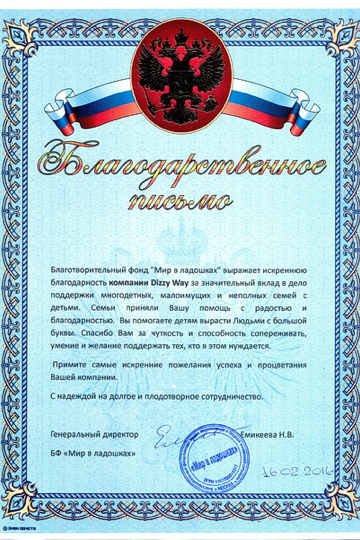 Благодарственное
письмо
Благотворительный фонд "Мир в ладошках" выражает искреннюю
благодарность компании Dizzy Way за значительный вклад в дело
поддержки многодетных, малоимущих и неполных семей с
детьми. Семьи приняли Вашу помощь с радостью и
благодарностью. Вы помогаете детям вырасти Людьми с большой
буквы. Спасибо Вам за чуткость и способность сопереживать,
умение и желание поддержать тех, кто в этом нуждается.
Примите самые искренние пожелания успеха и процветания
Вашей компании.
С надеждой на долгое и плодотворное сотрудничество.
Генеральный директор
Емикеева Н.В.
БФ «Мир в ладошках»
«Мир в ладошках»
16.02.2016